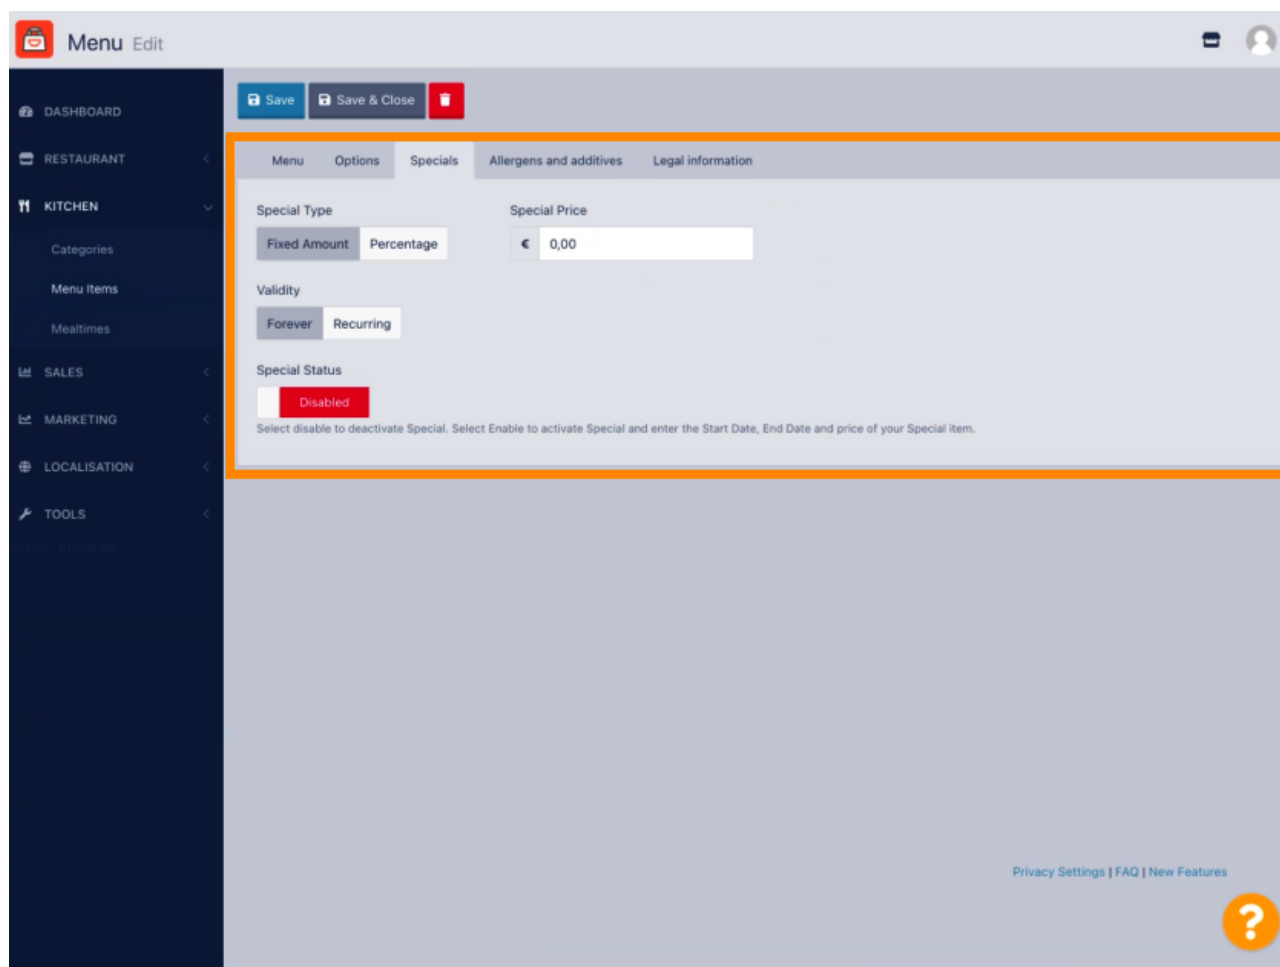 Menu Edit
Save
Save & Close
DASHBOARD
RESTAURANT
KITCHEN
Categories
Menu Items
Mealtimes
SALES
MARKETING
LOCALISATION
TOOLS
Menu
Options
Specials
Allergens and additives
Legal information
Special Type
Special Price
Fixed Amount
Percentage
€ 0,00
Validity
Forever
Recurring
Special Status
Disabled
Select disable to deactivate Special. Select Enable to activate Special and enter the Start Date, End Date and price of your Special item.
Privacy Settings | FAQ | New Features
?